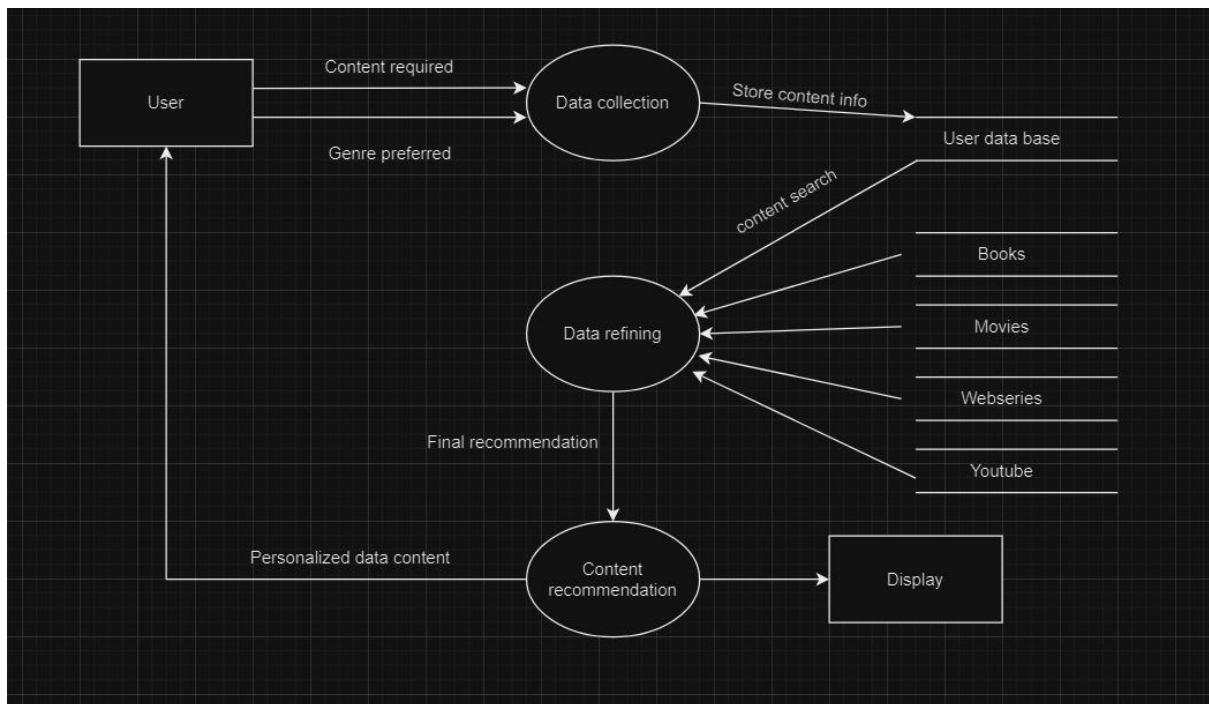 User
Content required
Genre preferred
Data collection
Store content info
User data base
content search
Books
Movies
Webseries
Youtube
Data refining
Final recommendation
Personalized data content
Content
recommendation
Display